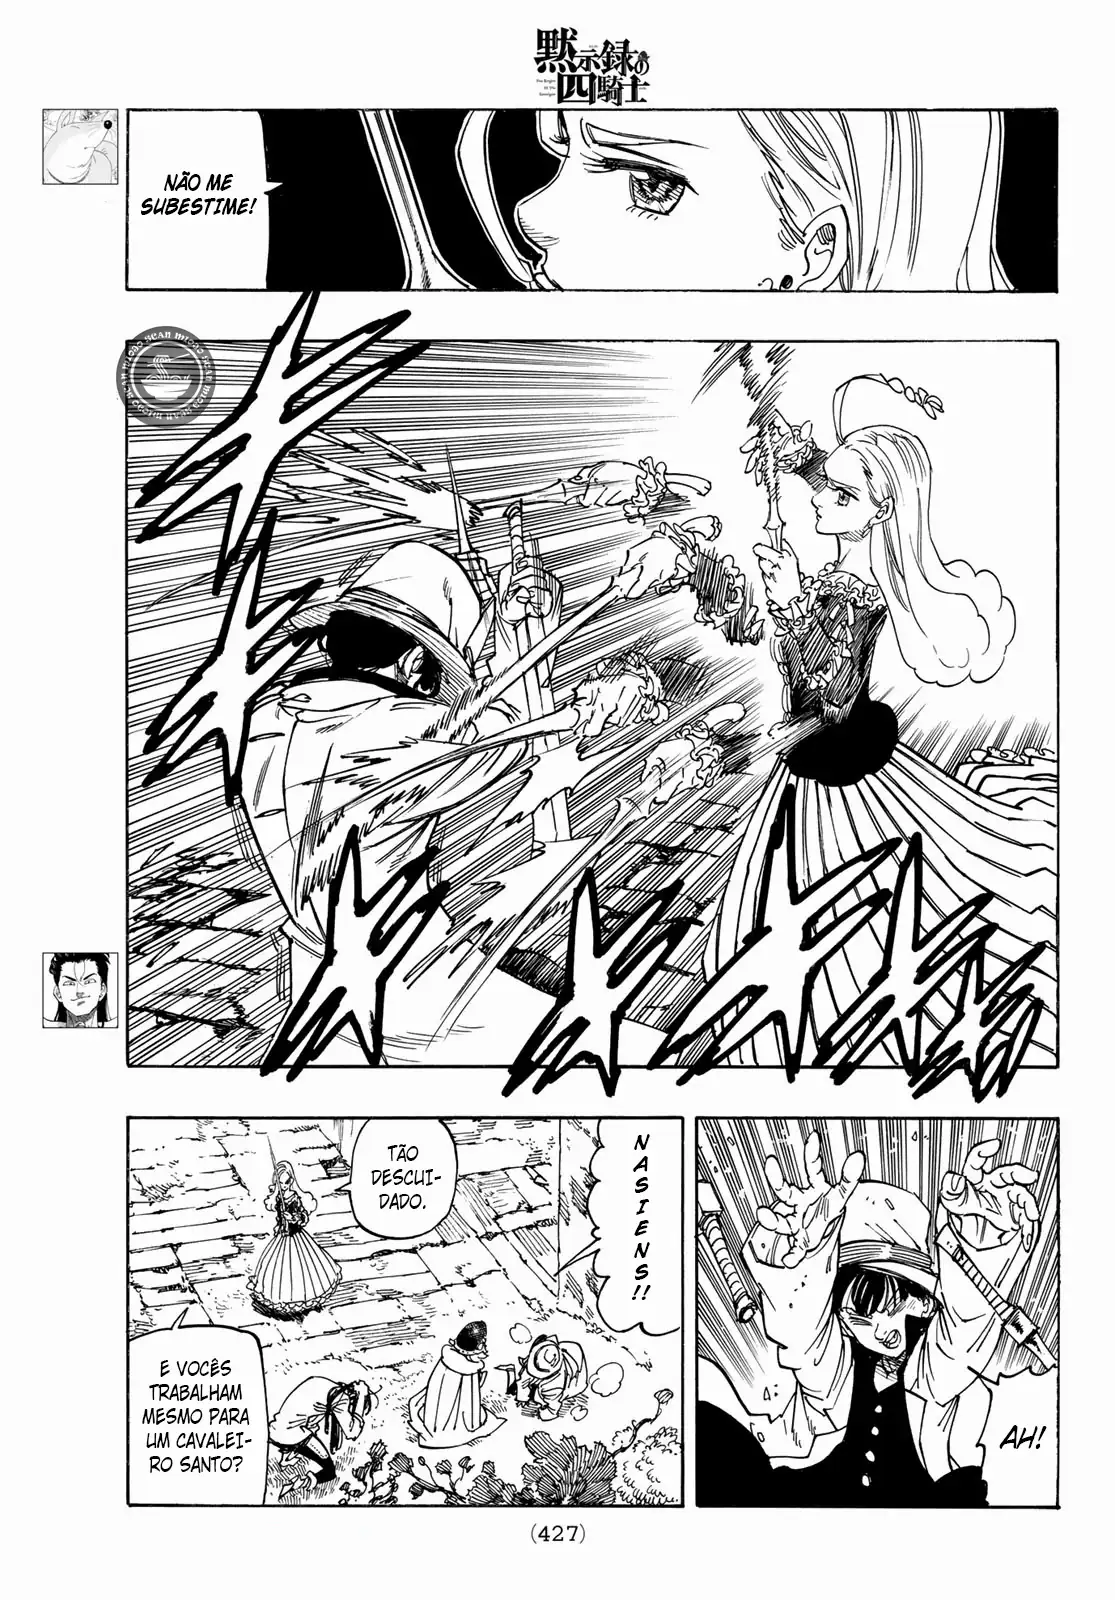 黙示録の
四騎士
NÃO ME
SUBESTIME!
AH!
NASIENS!!
TÃO
DESCUI-
DADO.
E VOCÊS
TRABALHAM
MESMO PARA
UM CAVALEI-
RO SANTO?
(427)